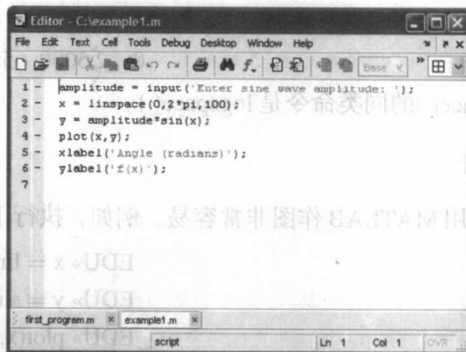 Editor - C:\example1.m
File Edit Text Cell Tools Debug Desktop Window Help
Base
1 - amplitude = input('Enter sine wave amplitude: ');
2 - x = linspace(0,2*pi,100);
3 - y = amplitude*sin(x);
4 - plot(x,y);
5 - xlabel('Angle (radians)');
6 - ylabel('f(x)');
7
first_program.m × example1.m ×
script Ln 1 Col 1 OVR